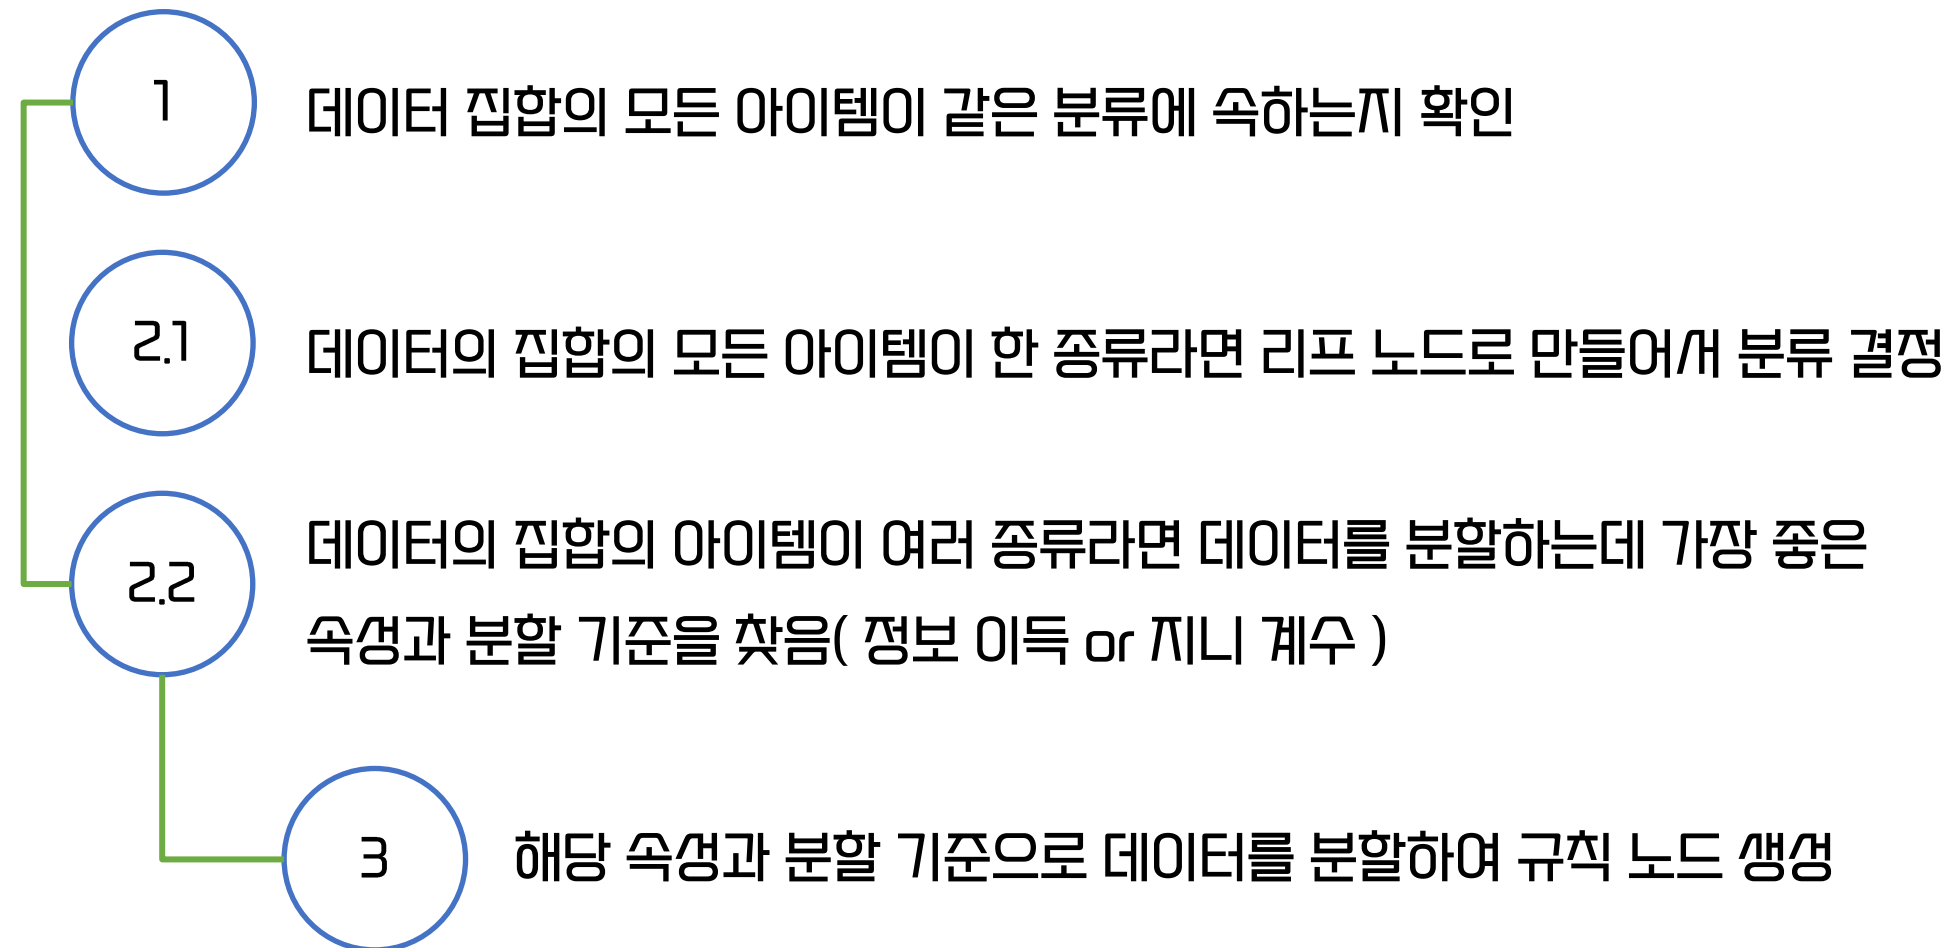 1
데이터 집합의 모든 아이템이 같은 분류에 속하는지 확인
2.1
데이터의 집합의 모든 아이템이 한 종류라면 리프 노드로 만들어서 분류 결정
2.2
데이터의 집합의 아이템이 여러 종류라면 데이터를 분할하는데 가장 좋은
속성과 분할 기준을 찾음( 정보 이득 or 지니 계수 )
3
해당 속성과 분할 기준으로 데이터를 분할하여 규칙 노드 생성